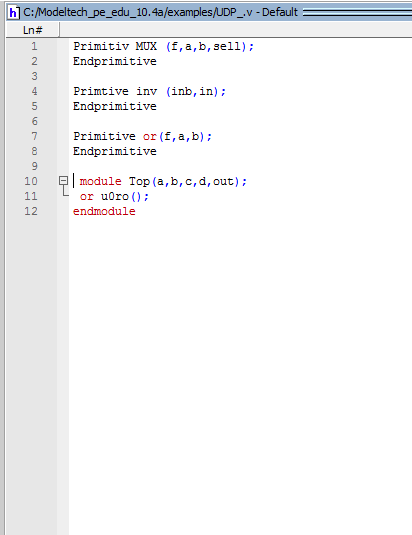 C:/Modeltech_pe_edu_10.4a/examples/UDP_.v - Default
Ln#
1 Primitiv MUX (f,a,b,sell);
2 Endprimitive
3
4 Primtive inv (inb,in);
5 Endprimitive
6
7 Primitive or(f,a,b);
8 Endprimitive
9
10 module Top(a,b,c,d,out);
11 or u0ro();
12 endmodule